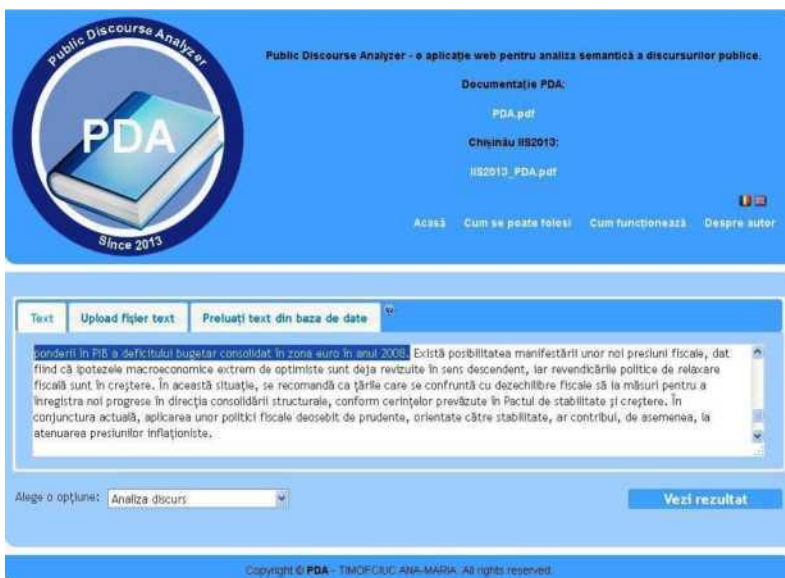 Public Discourse Analyzer
PDA
Since 2013
Public Discourse Analyzer - o aplicație web pentru analiza semantică a discursurilor publice.
Documentație PDA:
PDA.pdf
Chișinău IIS2013:
IIS2013_PDA.pdf
Acasă Cum se poate folosi Cum funcționează Despre autor
Text Upload fișier text Preluați text din baza de date
ponderii în PIB a deficitului bugetar consolidat în zona euro în anul 2008. Există posibilitatea manifestării unor noi presiuni fiscale, dat
fiind că ipotezele macroeconomice extrem de optimiste sunt deja revizuite în sens descendent, iar revendicările politice de relaxare
fiscală sunt în creștere. În această situație, se recomandă ca țările care se confruntă cu dezechilibre fiscale să ia măsuri pentru a
înregistra noi progrese în direcția consolidării structurale, conform cerințelor prevăzute în Pactul de stabilitate și creștere. În
conjunctura actuală, aplicarea unor politici fiscale deosebit de prudente, orientate către stabilitate, ar contribui, de asemenea, la
atenuarea presiunilor inflaționiste.
Alege o opțiune: Analiza discurs Vezi rezultat
Copyright © PDA - TIMOFCIUC ANA-MARIA. All rights reserved.